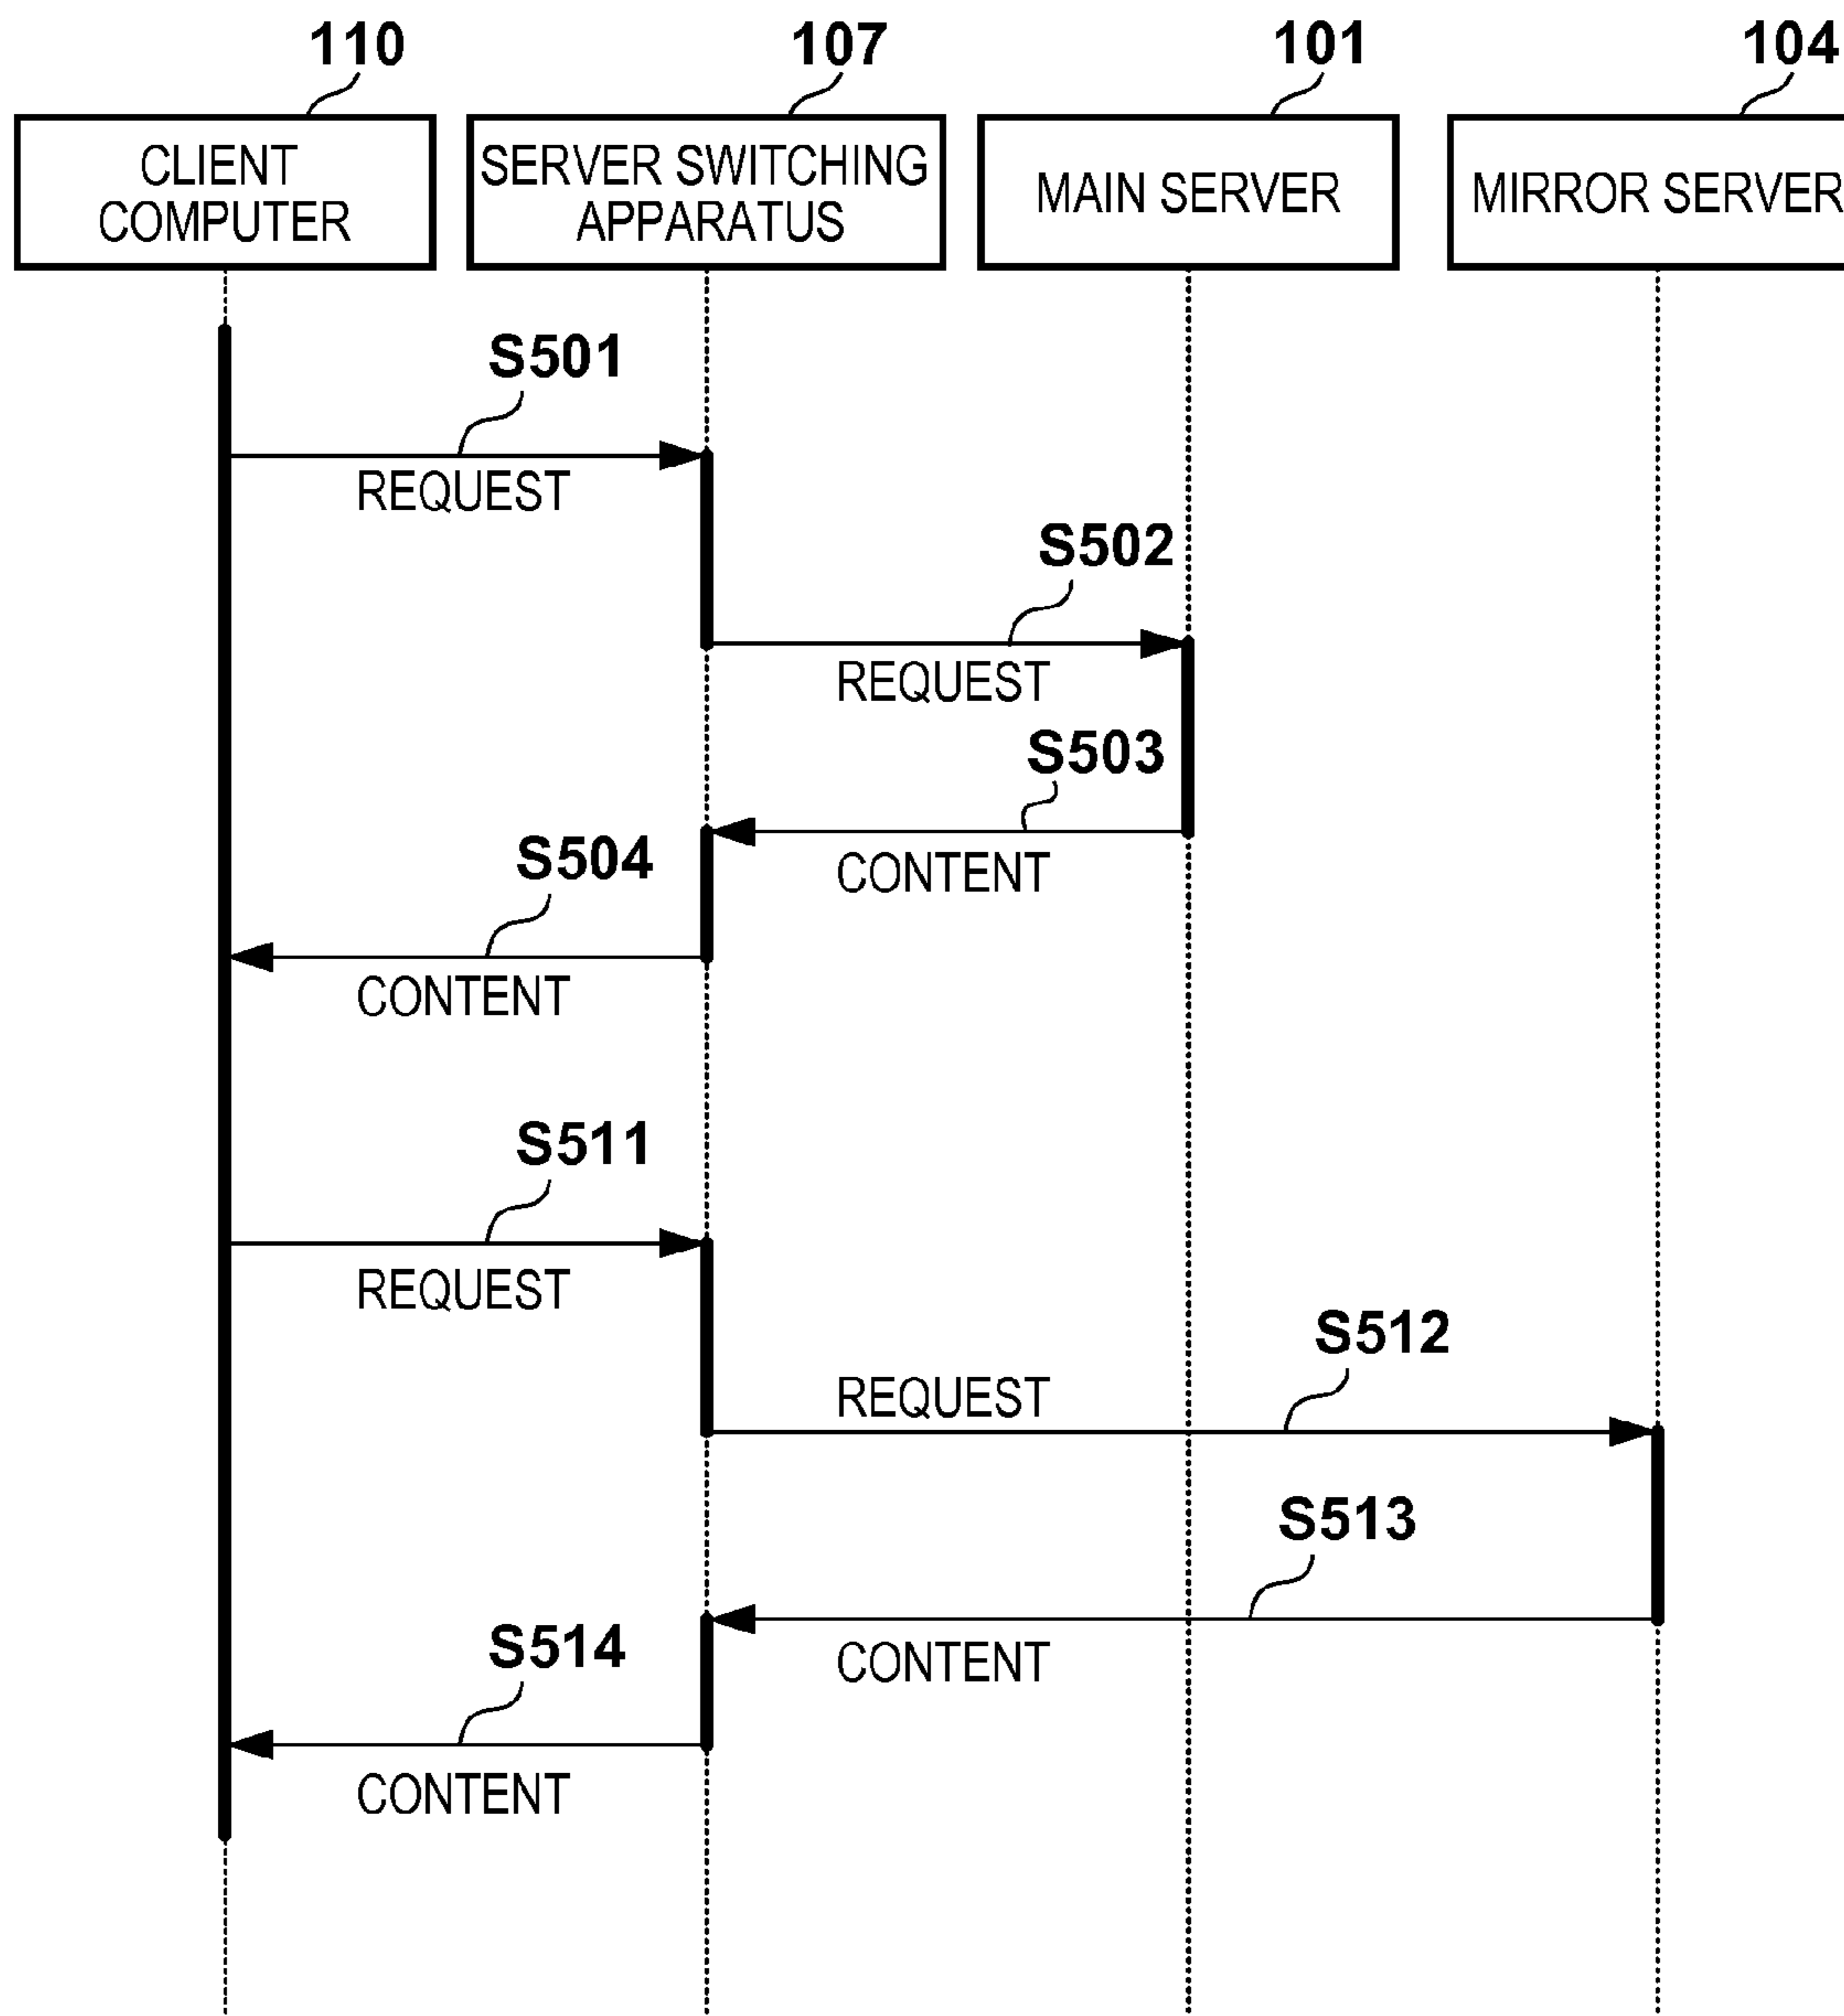 110
107
101
104
CLIENT
COMPUTER
SERVER SWITCHING
APPARATUS
MAIN SERVER
MIRROR SERVER
S501
REQUEST
S502
REQUEST
S503
CONTENT
S504
CONTENT
S511
REQUEST
S512
REQUEST
S513
CONTENT
S514
CONTENT